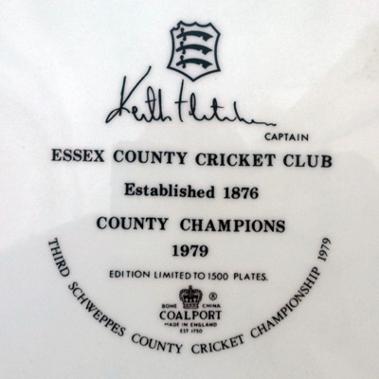 Keith Fletcher
CAPTAIN
ESSEX COUNTY CRICKET CLUB
Established 1876
COUNTY CHAMPIONS
1979
EDITION LIMITED TO 1500 PLATES.
BONE CHINA ®
COALPORT
MADE IN ENGLAND
EST 1750
THIRD SCHWEPPES COUNTY CRICKET CHAMPIONSHIP 1979